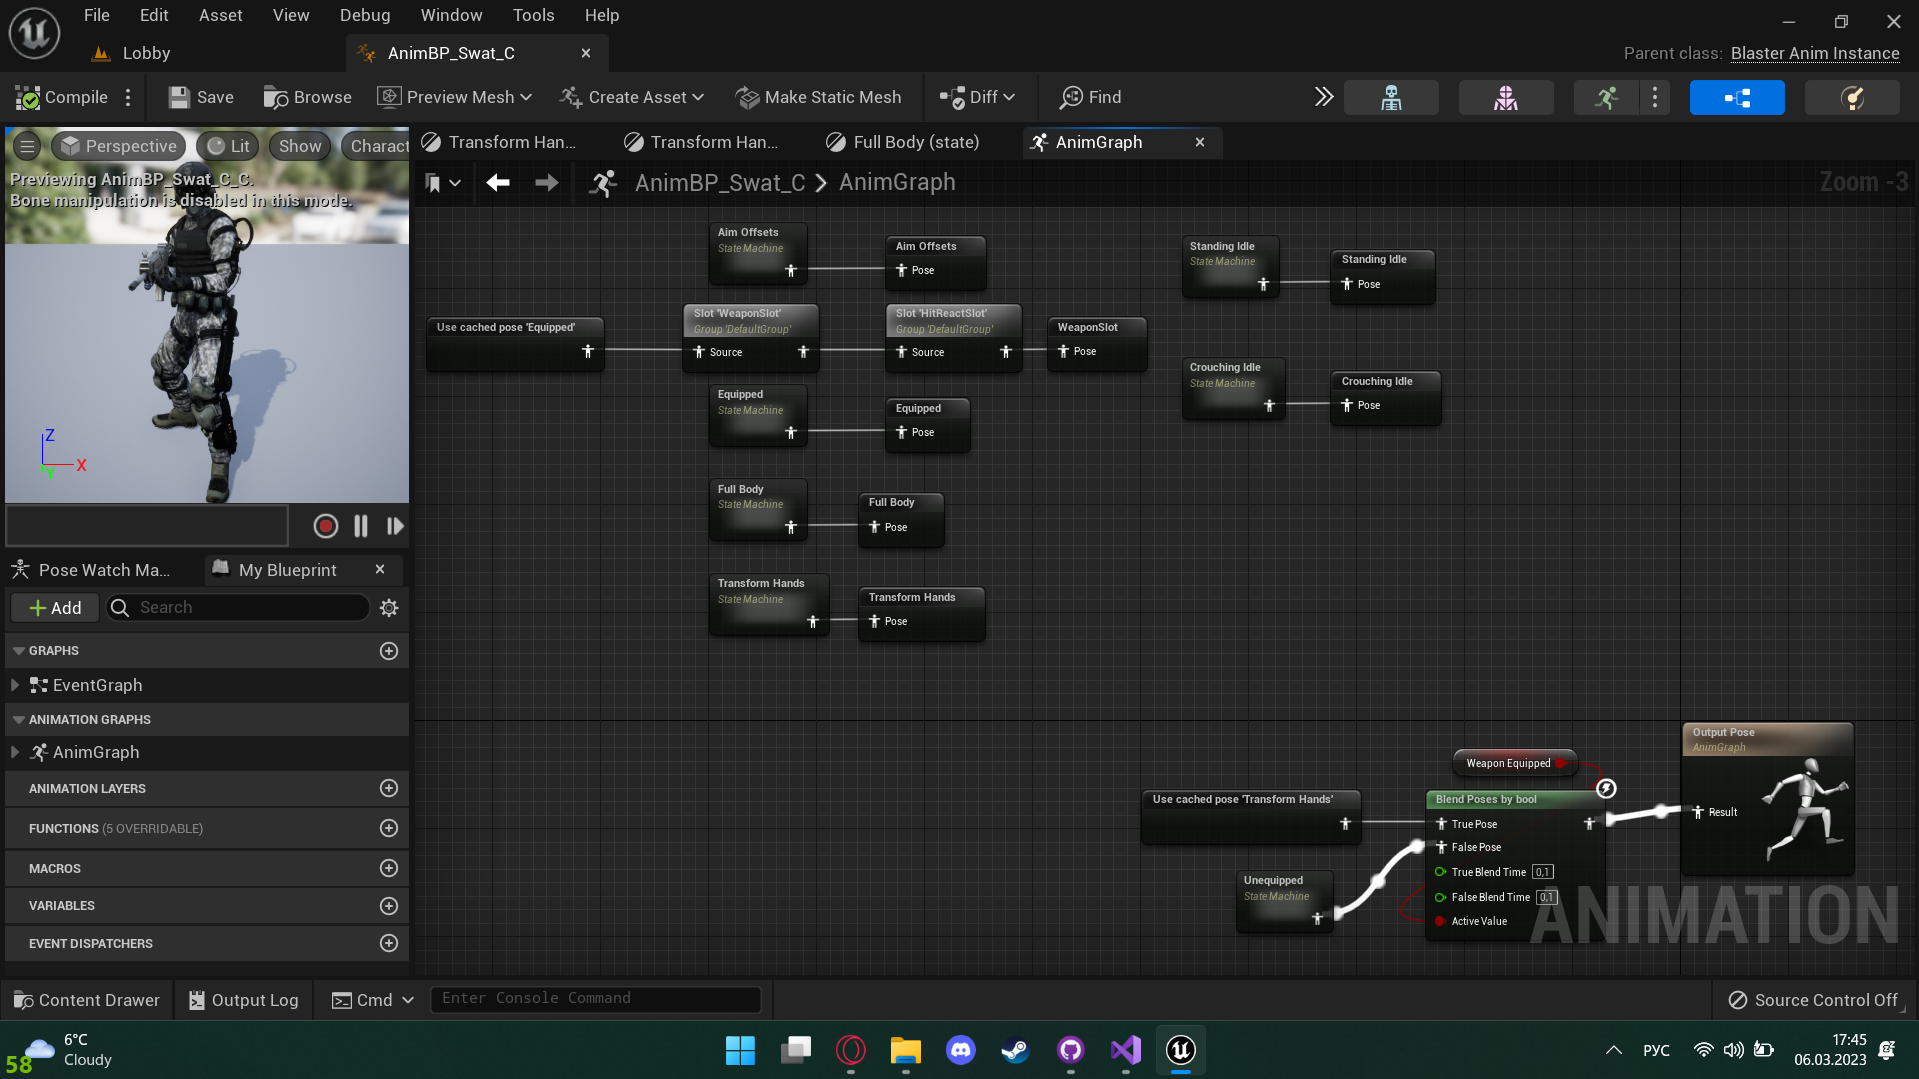 File Edit Asset View Debug Window Tools Help
Lobby
AnimBP_Swat_C
Parent class: Blaster Anim Instance
Compile
Save
Browse
Preview Mesh
Create Asset
Make Static Mesh
Diff
Find
Perspective
Lit
Show
Charact
Previewing AnimBP_Swat_C_C.
Bone manipulation is disabled in this mode.
Z
X
Y
Transform Han...
Transform Han...
Full Body (state)
AnimGraph
AnimBP_Swat_C > AnimGraph
Zoom -3
Aim Offsets
State Machine
Aim Offsets
Pose
Standing Idle
State Machine
Standing Idle
Pose
Use cached pose 'Equipped'
Slot 'WeaponSlot'
Group 'DefaultGroup'
Source
Slot 'HitReactSlot'
Group 'DefaultGroup'
Source
WeaponSlot
Pose
Crouching Idle
State Machine
Crouching Idle
Pose
Equipped
State Machine
Equipped
Pose
Full Body
State Machine
Full Body
Pose
Transform Hands
State Machine
Transform Hands
Pose
Weapon Equipped
Use cached pose 'Transform Hands'
Unequipped
State Machine
Blend Poses by bool
True Pose
False Pose
True Blend Time 0,1
False Blend Time 0,1
Active Value
Output Pose
AnimGraph
Result
ANIMATION
Pose Watch Ma...
My Blueprint
Add
Search
GRAPHS
EventGraph
ANIMATION GRAPHS
AnimGraph
ANIMATION LAYERS
FUNCTIONS (5 OVERRIDABLE)
MACROS
VARIABLES
EVENT DISPATCHERS
Content Drawer
Output Log
Cmd
Enter Console Command
Source Control Off
58
6°C
Cloudy
РУС
17:45
06.03.2023